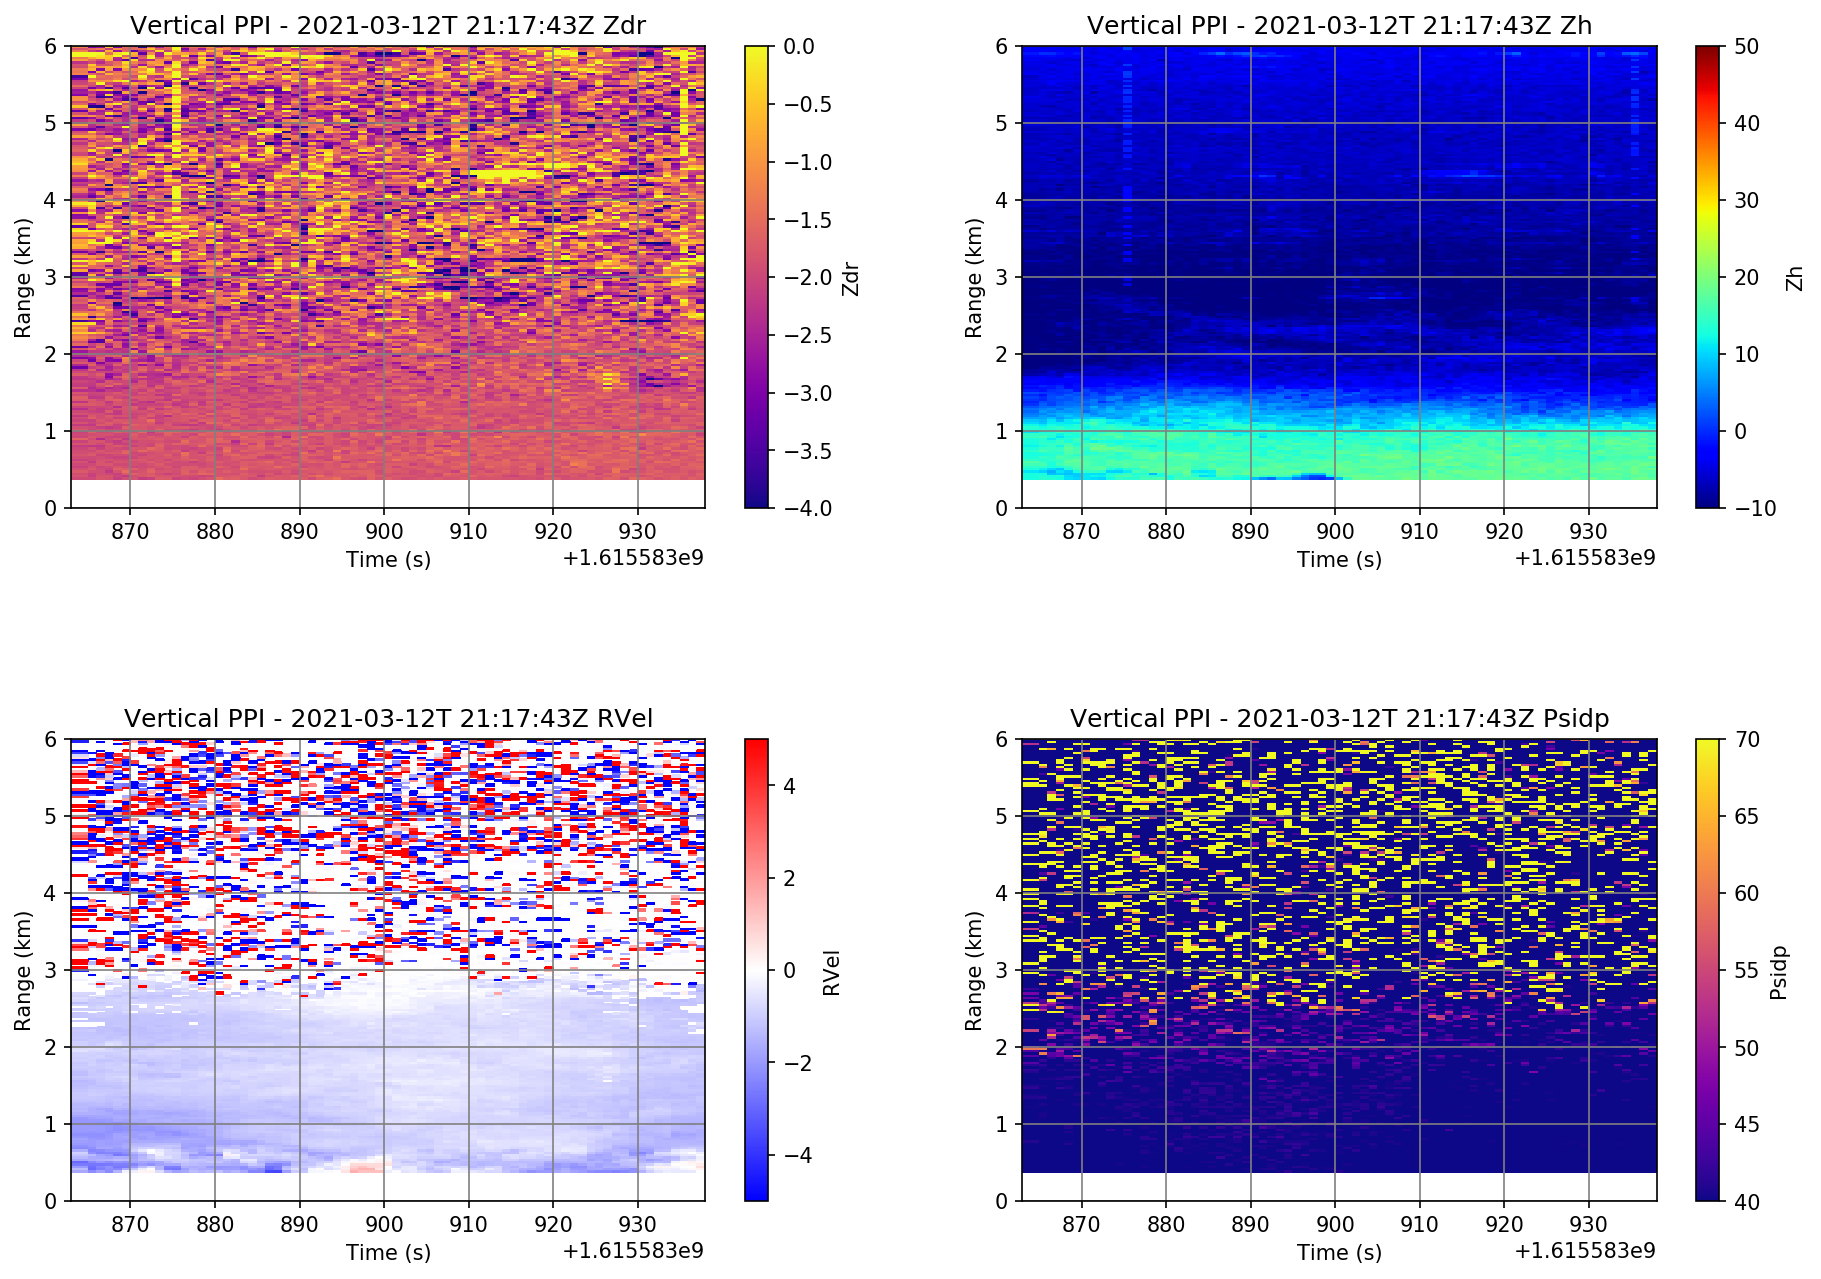 Vertical PPI - 2021-03-12T 21:17:43Z Zdr
6
5
4
3
2
1
0
Range (km)
870 880 890 900 910 920 930
Time (s)
+1.615583e9
0.0
−0.5
−1.0
−1.5
−2.0
−2.5
−3.0
−3.5
−4.0
Zdr
Vertical PPI - 2021-03-12T 21:17:43Z Zh
6
5
4
3
2
1
0
Range (km)
870 880 890 900 910 920 930
Time (s)
+1.615583e9
50
40
30
20
10
0
−10
Zh
Vertical PPI - 2021-03-12T 21:17:43Z RVel
6
5
4
3
2
1
0
Range (km)
870 880 890 900 910 920 930
Time (s)
+1.615583e9
4
2
0
−2
−4
RVel
Vertical PPI - 2021-03-12T 21:17:43Z Psidp
6
5
4
3
2
1
0
Range (km)
870 880 890 900 910 920 930
Time (s)
+1.615583e9
70
65
60
55
50
45
40
Psidp